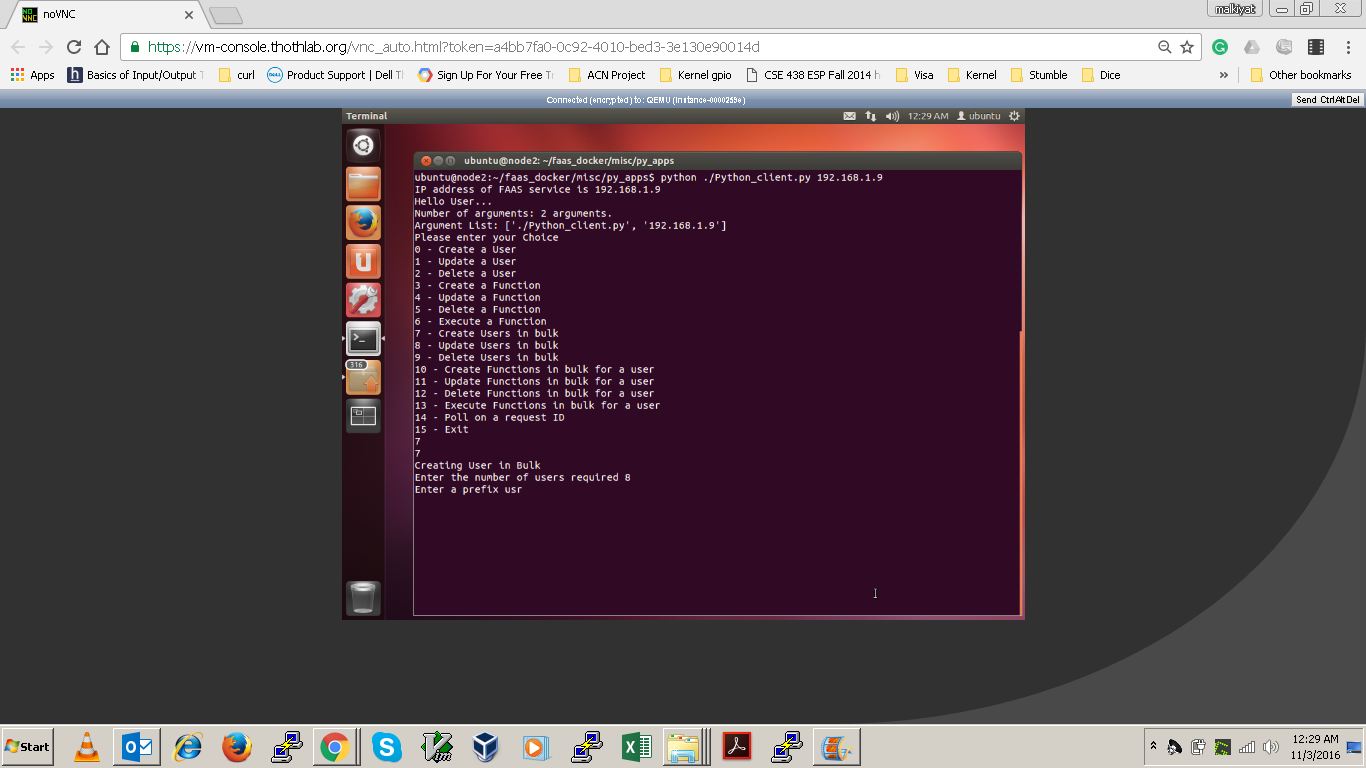 noVNC
malkiyat
https://vm-console.thothlab.org/vnc_auto.html?token=a4bb7fa0-0c92-4010-bed3-3e130e90014d
Apps Basics of Input/Output T curl Product Support | Dell Th Sign Up For Your Free Tr ACN Project Kernel gpio CSE 438 ESP Fall 2014 h Visa Kernel Stumble Dice » Other bookmarks
Connected (encrypted) to: QEMU (instance-0000259e) Send CtrlAltDel
Terminal 12:29 AM ubuntu
ubuntu@node2: ~/faas_docker/misc/py_apps
ubuntu@node2:~/faas_docker/misc/py_apps$ python ./Python_client.py 192.168.1.9
IP address of FAAS service is 192.168.1.9
Hello User...
Number of arguments: 2 arguments.
Argument List: ['./Python_client.py', '192.168.1.9']
Please enter your Choice
0 - Create a User
1 - Update a User
2 - Delete a User
3 - Create a Function
4 - Update a Function
5 - Delete a Function
6 - Execute a Function
7 - Create Users in bulk
8 - Update Users in bulk
9 - Delete Users in bulk
10 - Create Functions in bulk for a user
11 - Update Functions in bulk for a user
12 - Delete Functions in bulk for a user
13 - Execute Functions in bulk for a user
14 - Poll on a request ID
15 - Exit
7
7
Creating User in Bulk
Enter the number of users required 8
Enter a prefix usr
316
Start
12:29 AM
11/3/2016